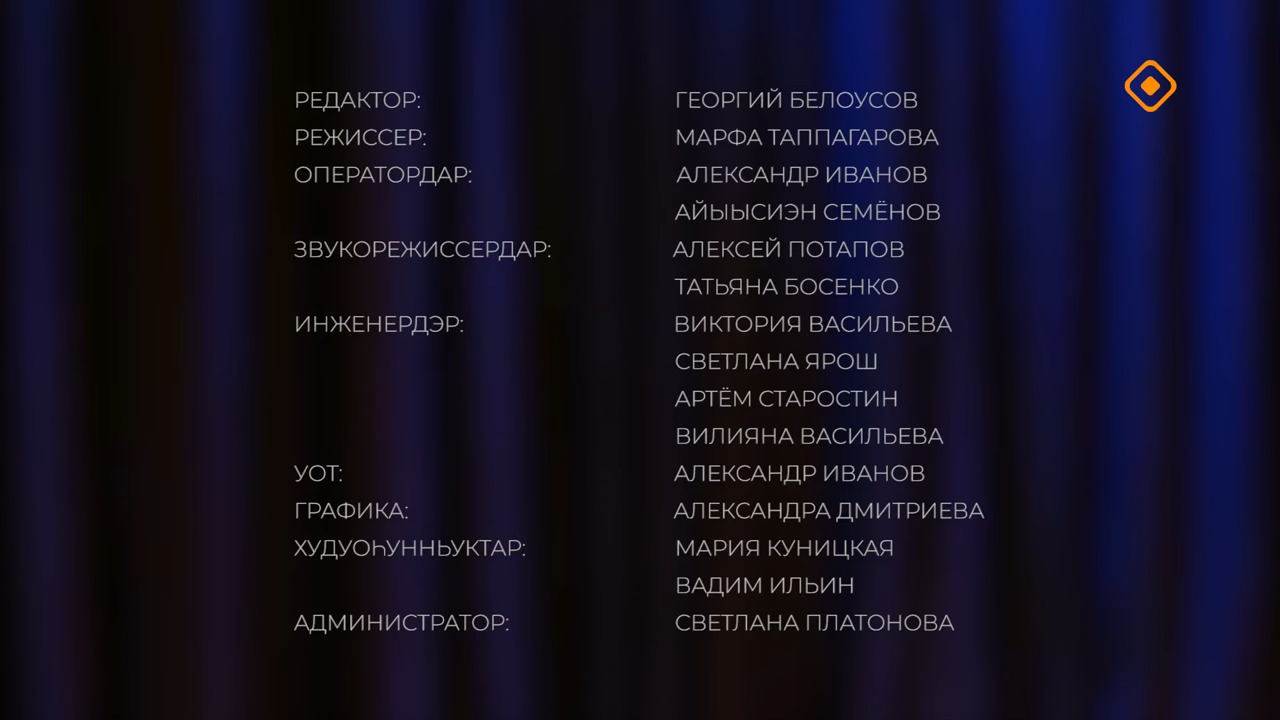 РЕДАКТОР: ГЕОРГИЙ БЕЛОУСОВ
РЕЖИССЕР: МАРФА ТАППАГАРОВА
ОПЕРАТОРДАР: АЛЕКСАНДР ИВАНОВ
АЙЫЫСИЭН СЕМЁНОВ
ЗВУКОРЕЖИССЕРДАР: АЛЕКСЕЙ ПОТАПОВ
ТАТЬЯНА БОСЕНКО
ИНЖЕНЕРДЭР: ВИКТОРИЯ ВАСИЛЬЕВА
СВЕТЛАНА ЯРОШ
АРТЁМ СТАРОСТИН
ВИЛИЯНА ВАСИЛЬЕВА
УОТ: АЛЕКСАНДР ИВАНОВ
ГРАФИКА: АЛЕКСАНДРА ДМИТРИЕВА
ХУДУОҺУННЬУКТАР: МАРИЯ КУНИЦКАЯ
ВАДИМ ИЛЬИН
АДМИНИСТРАТОР: СВЕТЛАНА ПЛАТОНОВА